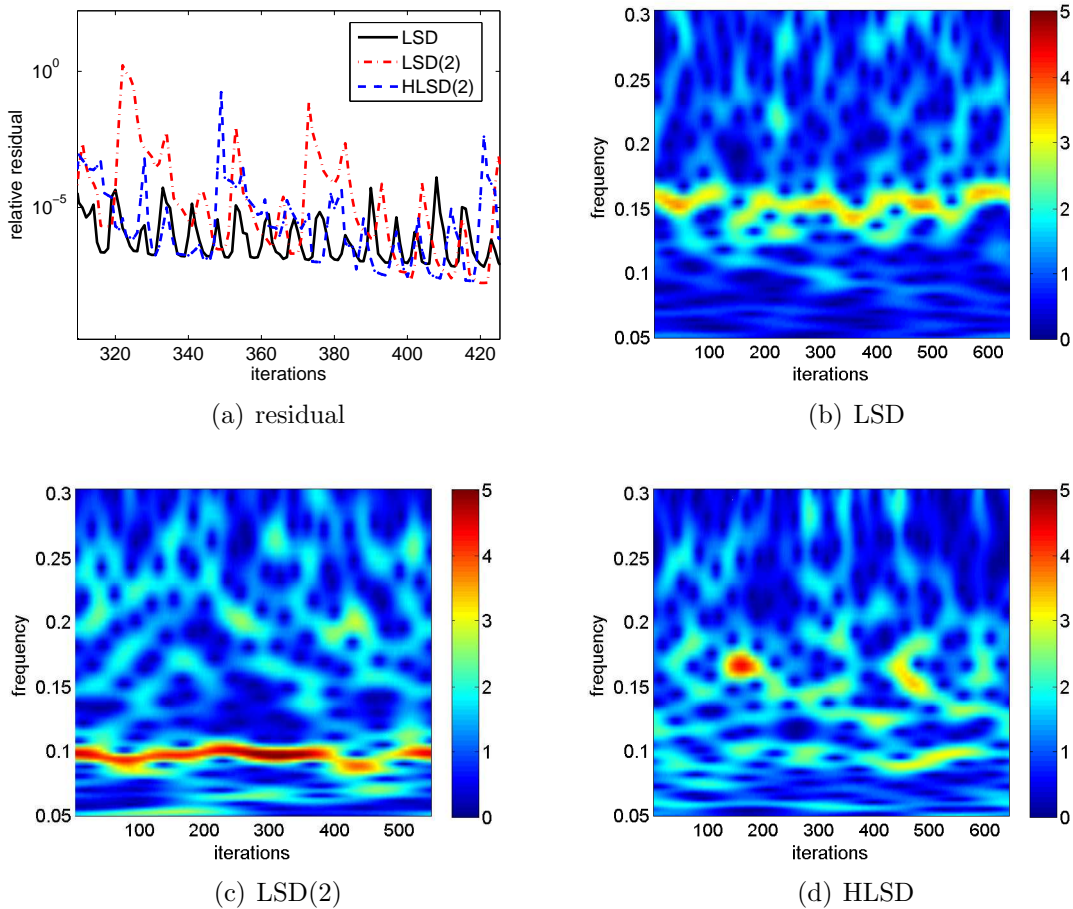 LSD
LSD(2)
HLSD(2)
10^0
10^-5
relative residual
320 340 360 380 400 420
iterations
(a) residual
0.3
0.25
0.2
0.15
0.1
0.05
frequency
100 200 300 400 500 600
iterations
5
4
3
2
1
0
(b) LSD
0.3
0.2
0.1
0.05
0.15
frequency
100 200 300 400 500
iterations
5
4
3
2
1
0
(c) LSD(2)
0.3
0.2
0.15
0.1
0.05
frequency
100 200 300 400 500 600
iterations
5
4
3
2
1
0
(d) HLSD